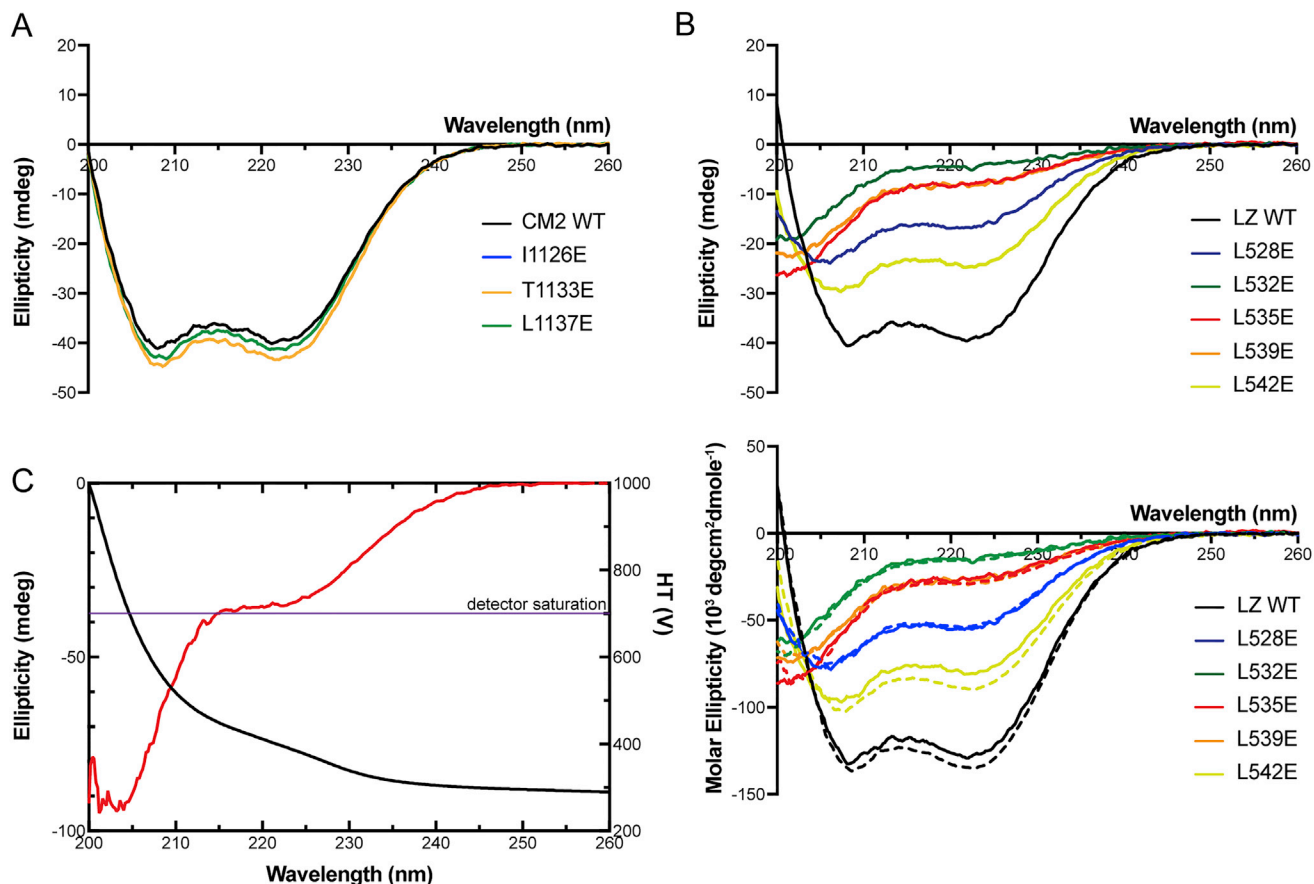 A
20
10
0
-10
-20
-30
-40
-50
Ellipticity (mdeg)
Wavelength (nm)
200 210 220 230 240 250 260
CM2 WT
I1126E
T1133E
L1137E
B
20
10
0
-10
-20
-30
-40
-50
Ellipticity (mdeg)
Wavelength (nm)
200 210 220 230 240 250 260
LZ WT
L528E
L532E
L535E
L539E
L542E
C
0
-50
-100
Ellipticity (mdeg)
1000
800
600
400
200
HT (V)
detector saturation
200 210 220 230 240 250 260
Wavelength (nm)
50
0
-50
-100
-150
Molar Ellipticity (10³ degcm²dmole⁻¹)
Wavelength (nm)
200 210 220 230 240 250 260
LZ WT
L528E
L532E
L535E
L539E
L542E